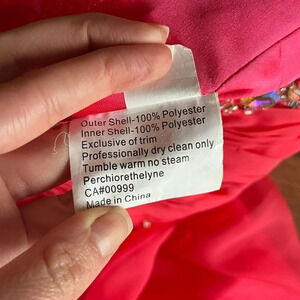 Outer Shell-100% Polyester
Inner Shell-100% Polyester
Exclusive of trim
Professionally dry clean only
Tumble warm no steam
Perchiorethelyne
CA#00999
Made in China